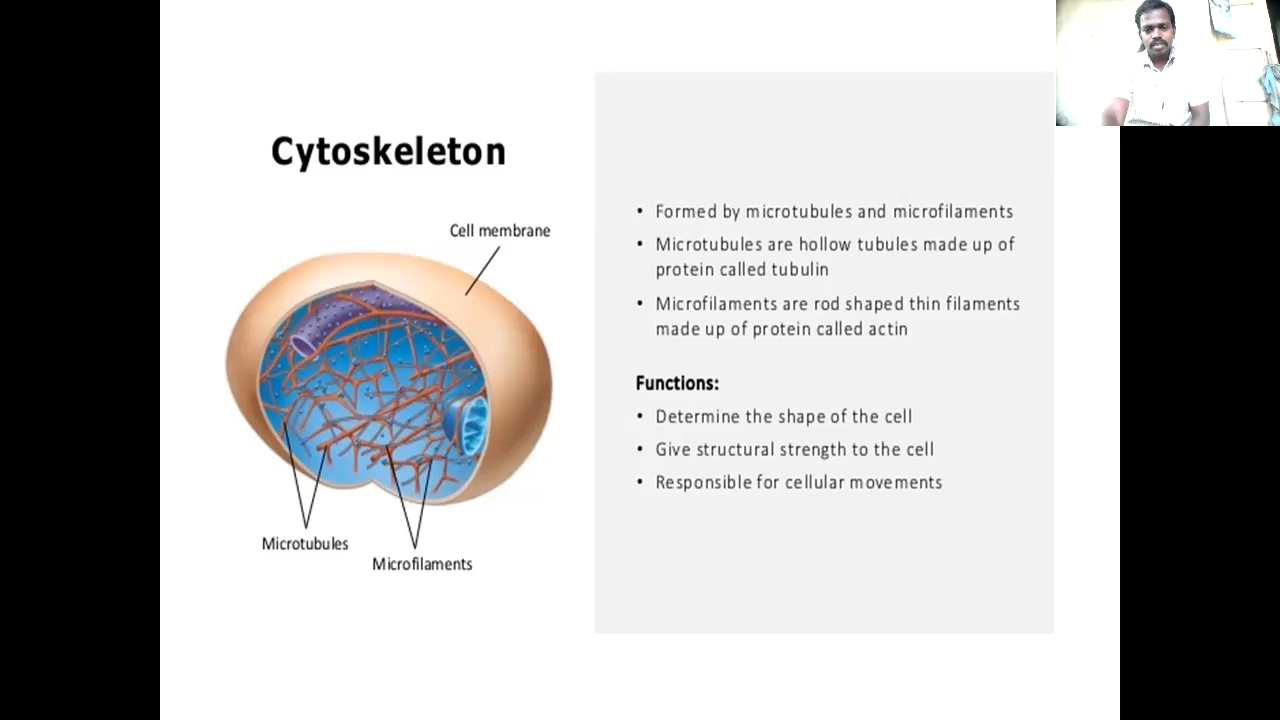 Cytoskeleton
Cell membrane
Microtubules
Microfilaments
• Formed by microtubules and microfilaments
• Microtubules are hollow tubules made up of
protein called tubulin
• Microfilaments are rod shaped thin filaments
made up of protein called actin
Functions:
• Determine the shape of the cell
• Give structural strength to the cell
• Responsible for cellular movements